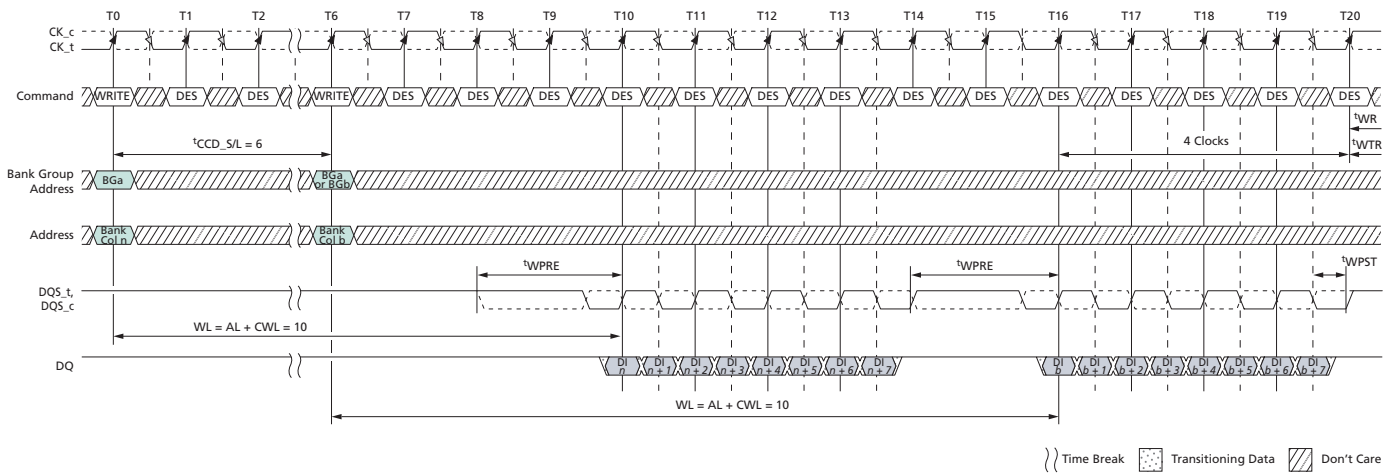 T0 T1 T2 T6 T7 T8 T9 T10 T11 T12 T13 T14 T15 T16 T17 T18 T19 T20
CK_c
CK_t
Command WRITE DES DES WRITE DES DES DES DES DES DES DES DES DES DES DES DES DES DES
tWR
tCCD_S/L = 6
4 Clocks
tWTR
Bank Group
Address
BGa
BGa
or BGb
Address
Bank
Col n
Bank
Col b
tWPRE
tWPRE
tWPST
DQS_t,
DQS_c
WL = AL + CWL = 10
DQ
DI
n
DI
n + 1
DI
n + 2
DI
n + 3
DI
n + 4
DI
n + 5
DI
n + 6
DI
n + 7
DI
b
DI
b + 1
DI
b + 2
DI
b + 3
DI
b + 4
DI
b + 5
DI
b + 6
DI
b + 7
WL = AL + CWL = 10
Time Break
Transitioning Data
Don't Care